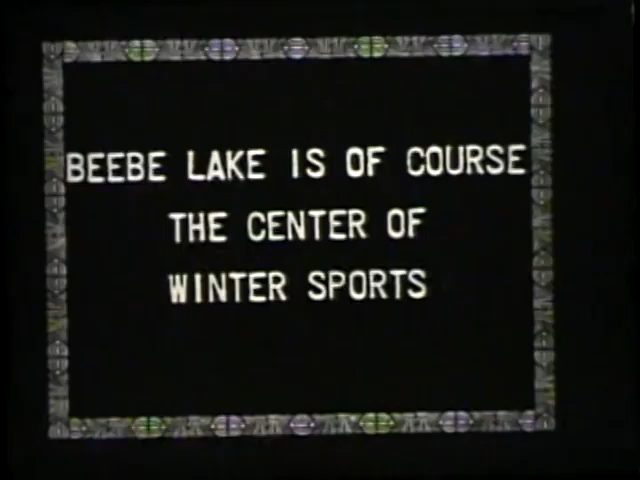 BEEBE LAKE IS OF COURSE
THE CENTER OF
WINTER SPORTS